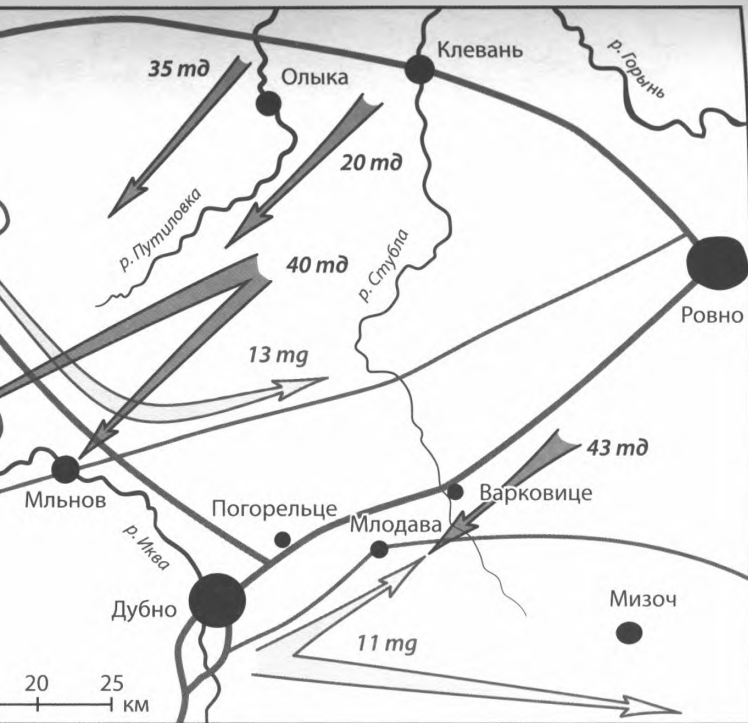 р. Горынь
Клевань
35 тд
Олыка
20 тд
р. Путиловка
р. Стубла
40 тд
Ровно
13 тg
43 тд
Мльнов
Варковице
Погорельце
Млодава
р. Иква
Дубно
Мизоч
11 тg
20 25
км